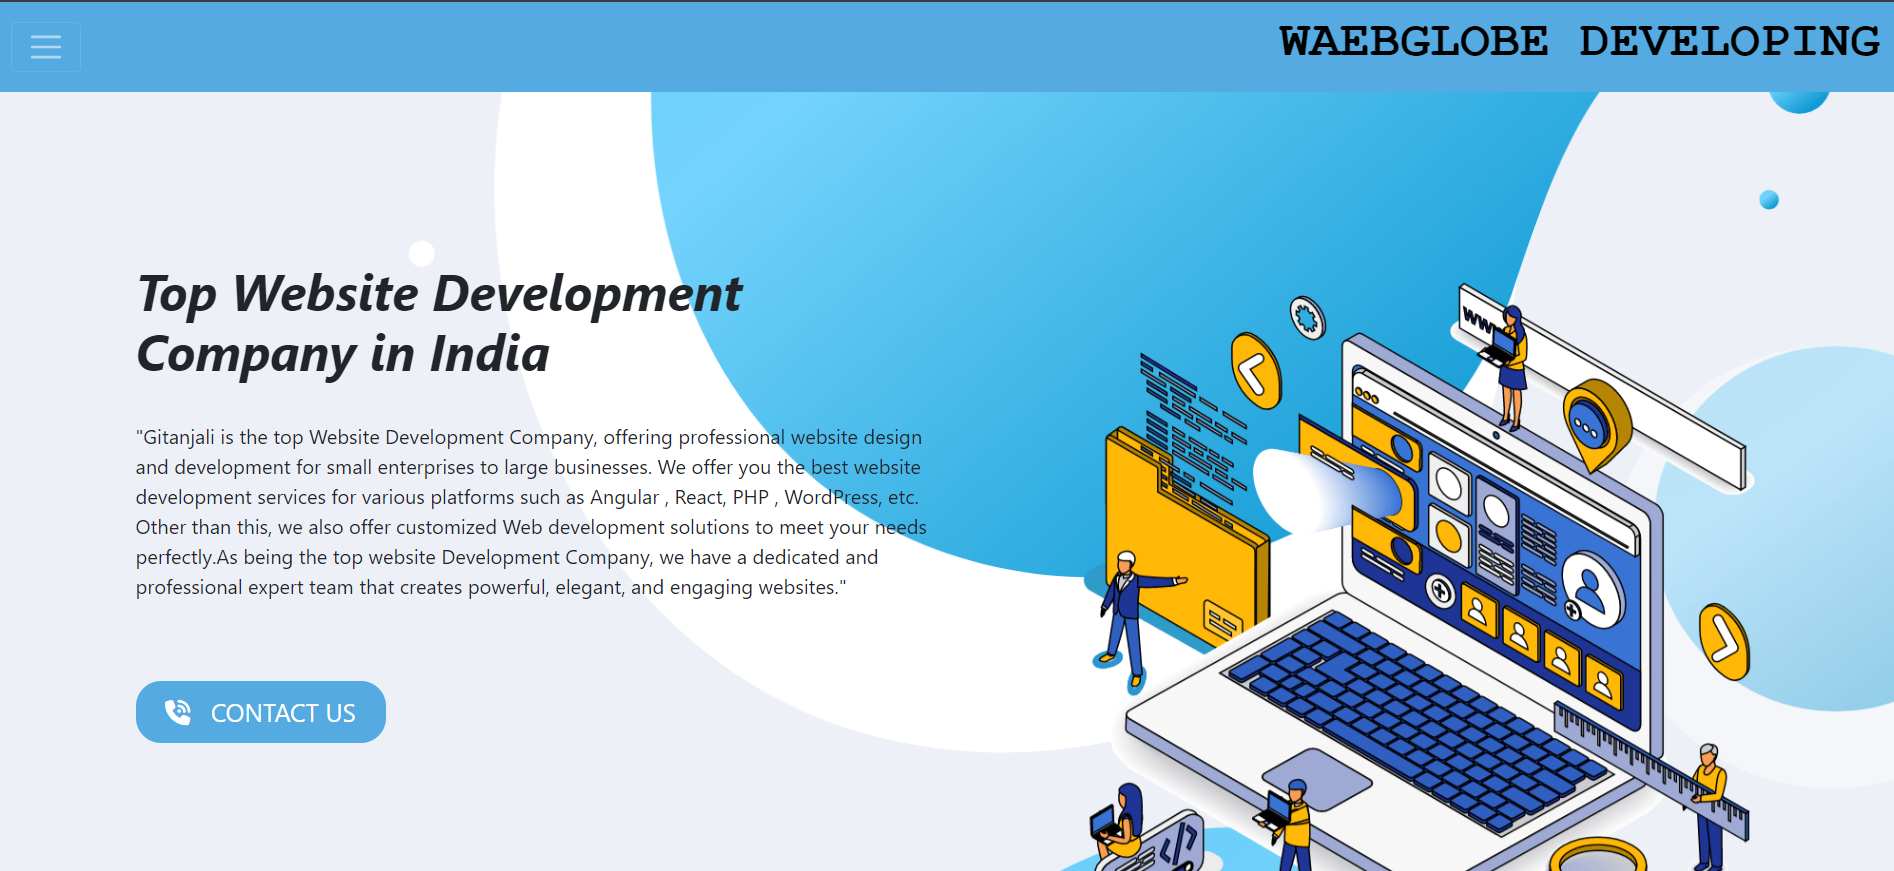 WAEBGLOBE DEVELOPING
Top Website Development
Company in India
"Gitanjali is the top Website Development Company, offering professional website design
and development for small enterprises to large businesses. We offer you the best website
development services for various platforms such as Angular , React, PHP , WordPress, etc.
Other than this, we also offer customized Web development solutions to meet your needs
perfectly.As being the top website Development Company, we have a dedicated and
professional expert team that creates powerful, elegant, and engaging websites."
CONTACT US